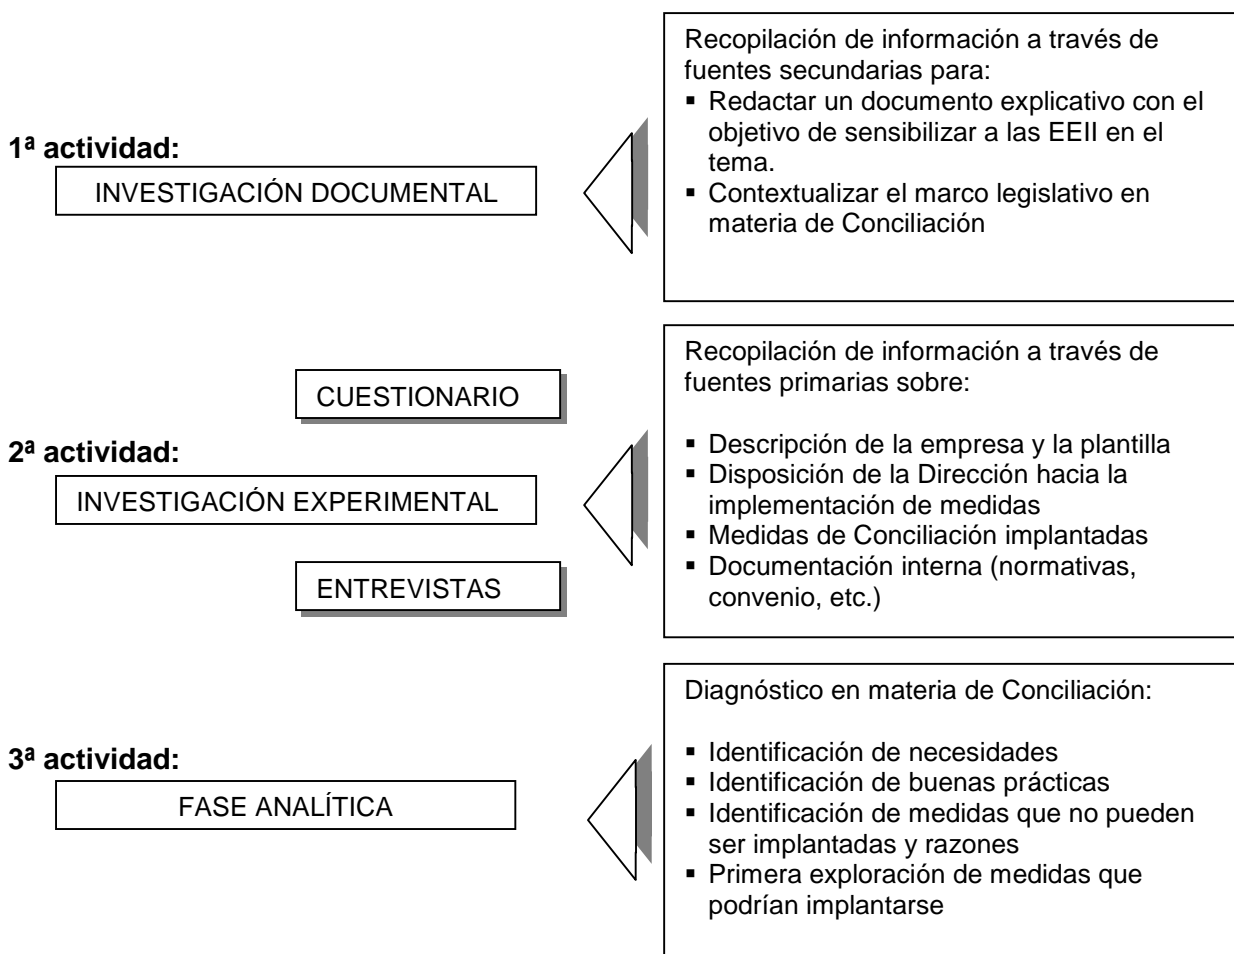 1ª actividad:
INVESTIGACIÓN DOCUMENTAL
Recopilación de información a través de
fuentes secundarias para:
▪ Redactar un documento explicativo con el
objetivo de sensibilizar a las EEII en el
tema.
▪ Contextualizar el marco legislativo en
materia de Conciliación
CUESTIONARIO
2ª actividad:
INVESTIGACIÓN EXPERIMENTAL
ENTREVISTAS
Recopilación de información a través de
fuentes primarias sobre:
▪ Descripción de la empresa y la plantilla
▪ Disposición de la Dirección hacia la
implementación de medidas
▪ Medidas de Conciliación implantadas
▪ Documentación interna (normativas,
convenio, etc.)
3ª actividad:
FASE ANALÍTICA
Diagnóstico en materia de Conciliación:
▪ Identificación de necesidades
▪ Identificación de buenas prácticas
▪ Identificación de medidas que no pueden
ser implantadas y razones
▪ Primera exploración de medidas que
podrían implantarse